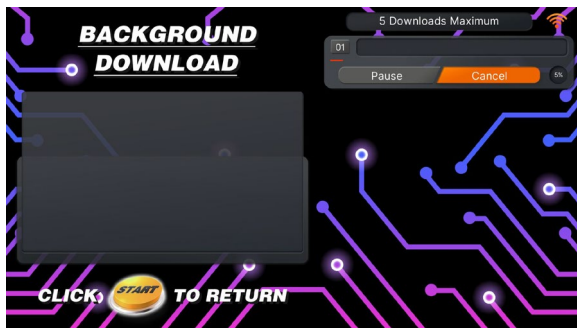 BACKGROUND
DOWNLOAD
5 Downloads Maximum
01
Pause
Cancel
5%
CLICK
START
TO RETURN